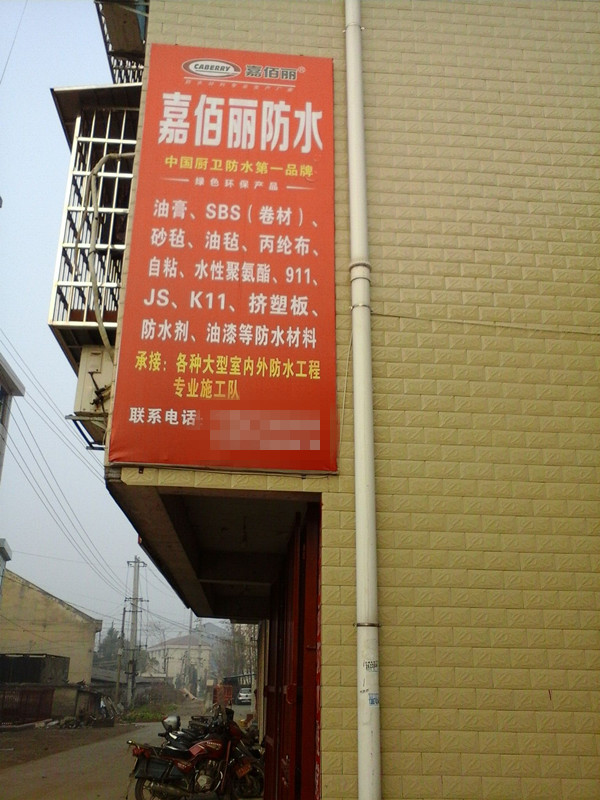 CABERRY 嘉佰丽®
嘉佰丽防水
中国厨卫防水第一品牌
绿色环保产品
油膏、SBS（卷材）、
砂毡、油毡、丙纶布、
自粘、水性聚氨酯、911、
JS、K11、挤塑板、
防水剂、油漆等防水材料
承接：各种大型室内外防水工程
专业施工队
联系电话